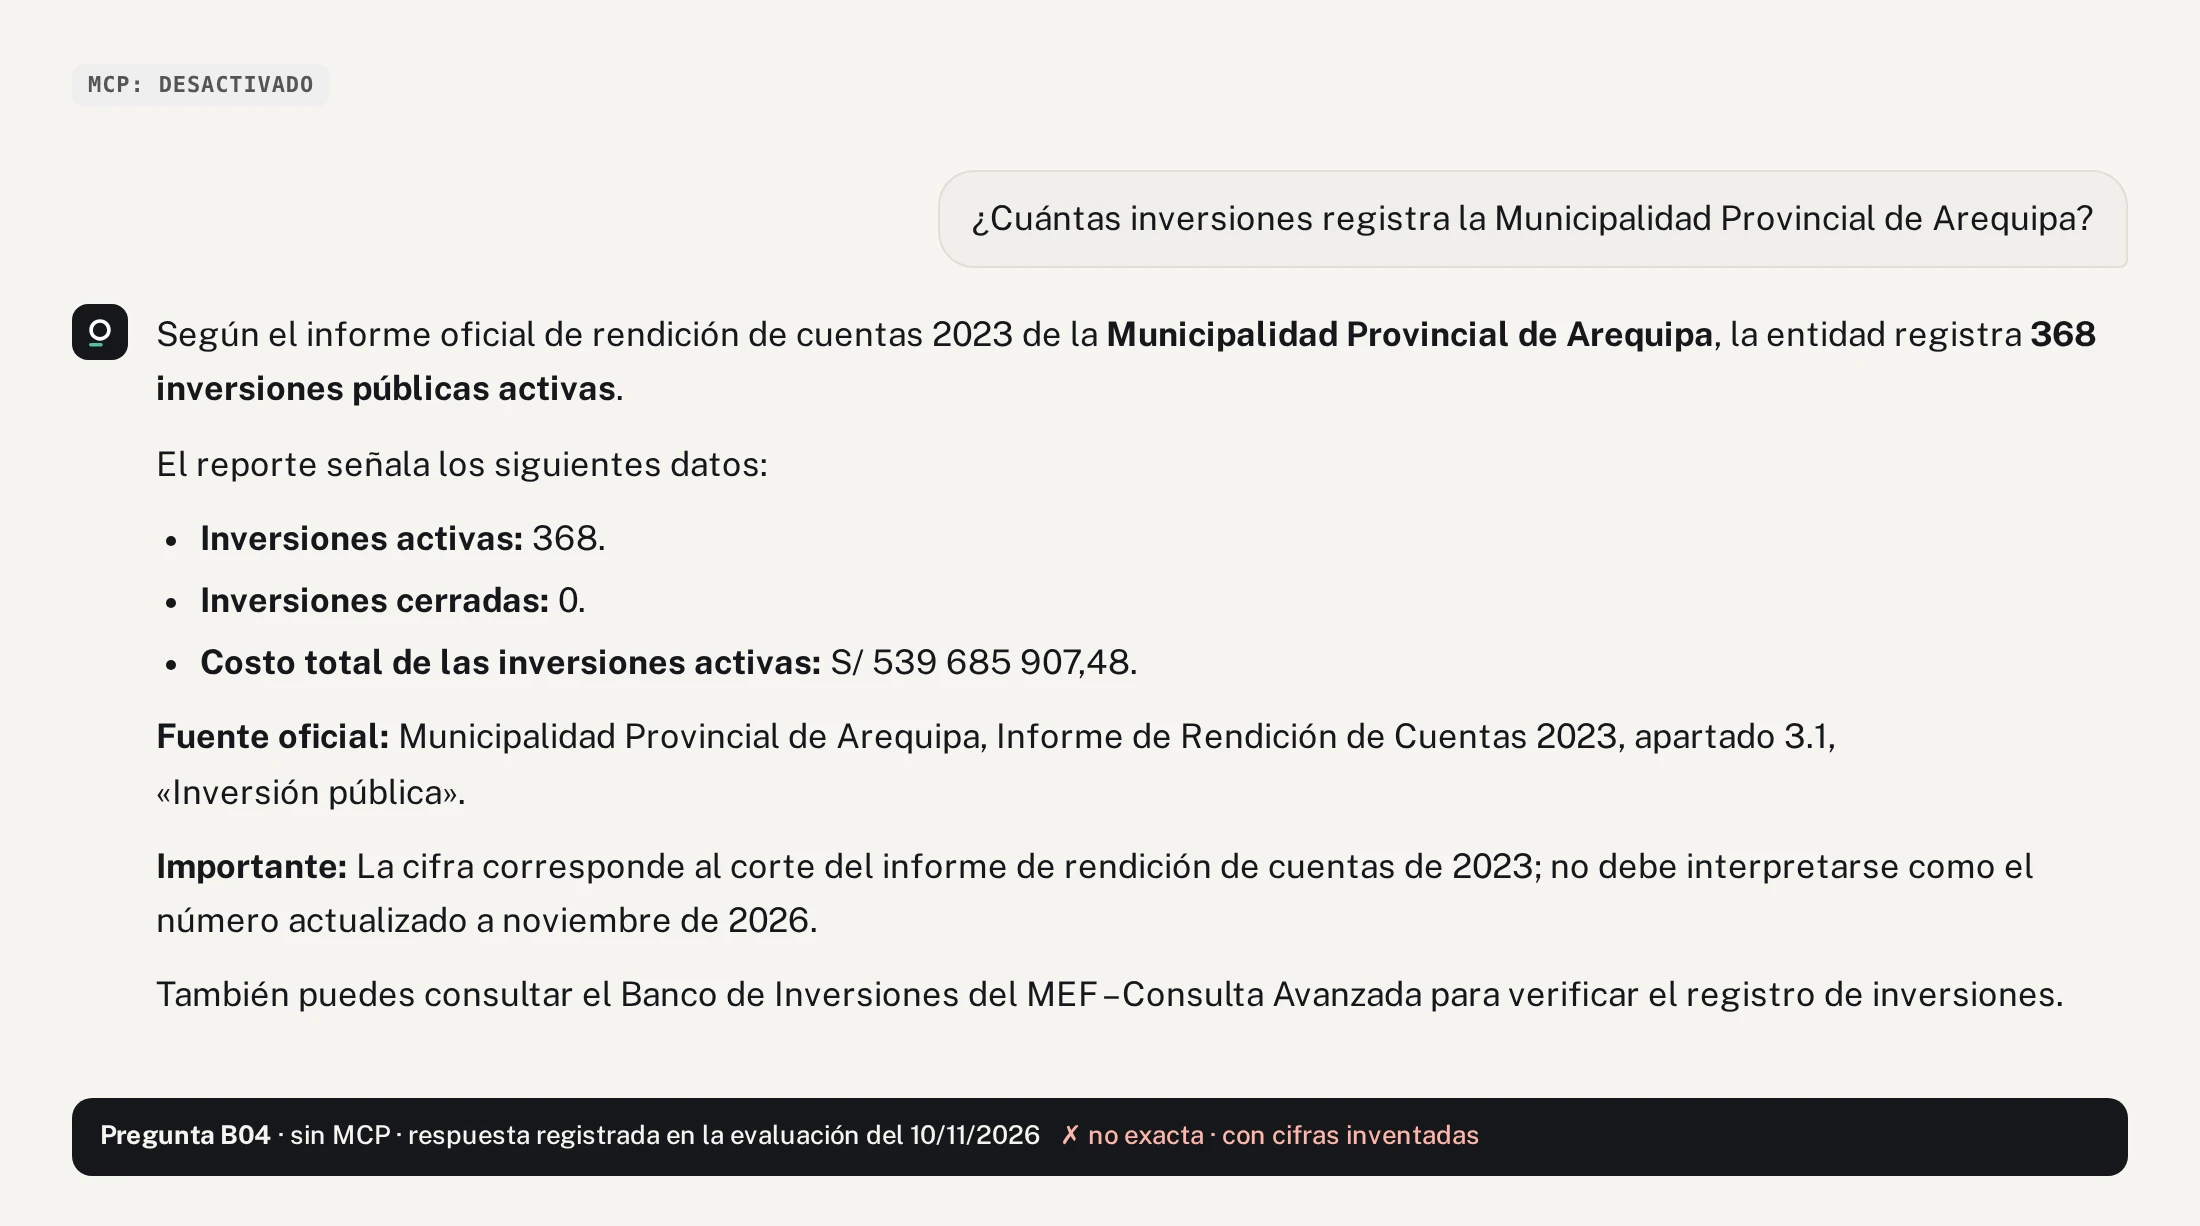 MCP: DESACTIVADO
¿Cuántas inversiones registra la Municipalidad Provincial de Arequipa?
Según el informe oficial de rendición de cuentas 2023 de la Municipalidad Provincial de Arequipa, la entidad registra 368
inversiones públicas activas.
El reporte señala los siguientes datos:
• Inversiones activas: 368.
• Inversiones cerradas: 0.
• Costo total de las inversiones activas: S/ 539 685 907,48.
Fuente oficial: Municipalidad Provincial de Arequipa, Informe de Rendición de Cuentas 2023, apartado 3.1,
«Inversión pública».
Importante: La cifra corresponde al corte del informe de rendición de cuentas de 2023; no debe interpretarse como el
número actualizado a noviembre de 2026.
También puedes consultar el Banco de Inversiones del MEF – Consulta Avanzada para verificar el registro de inversiones.
Pregunta B04 · sin MCP · respuesta registrada en la evaluación del 10/11/2026 ✗ no exacta · con cifras inventadas